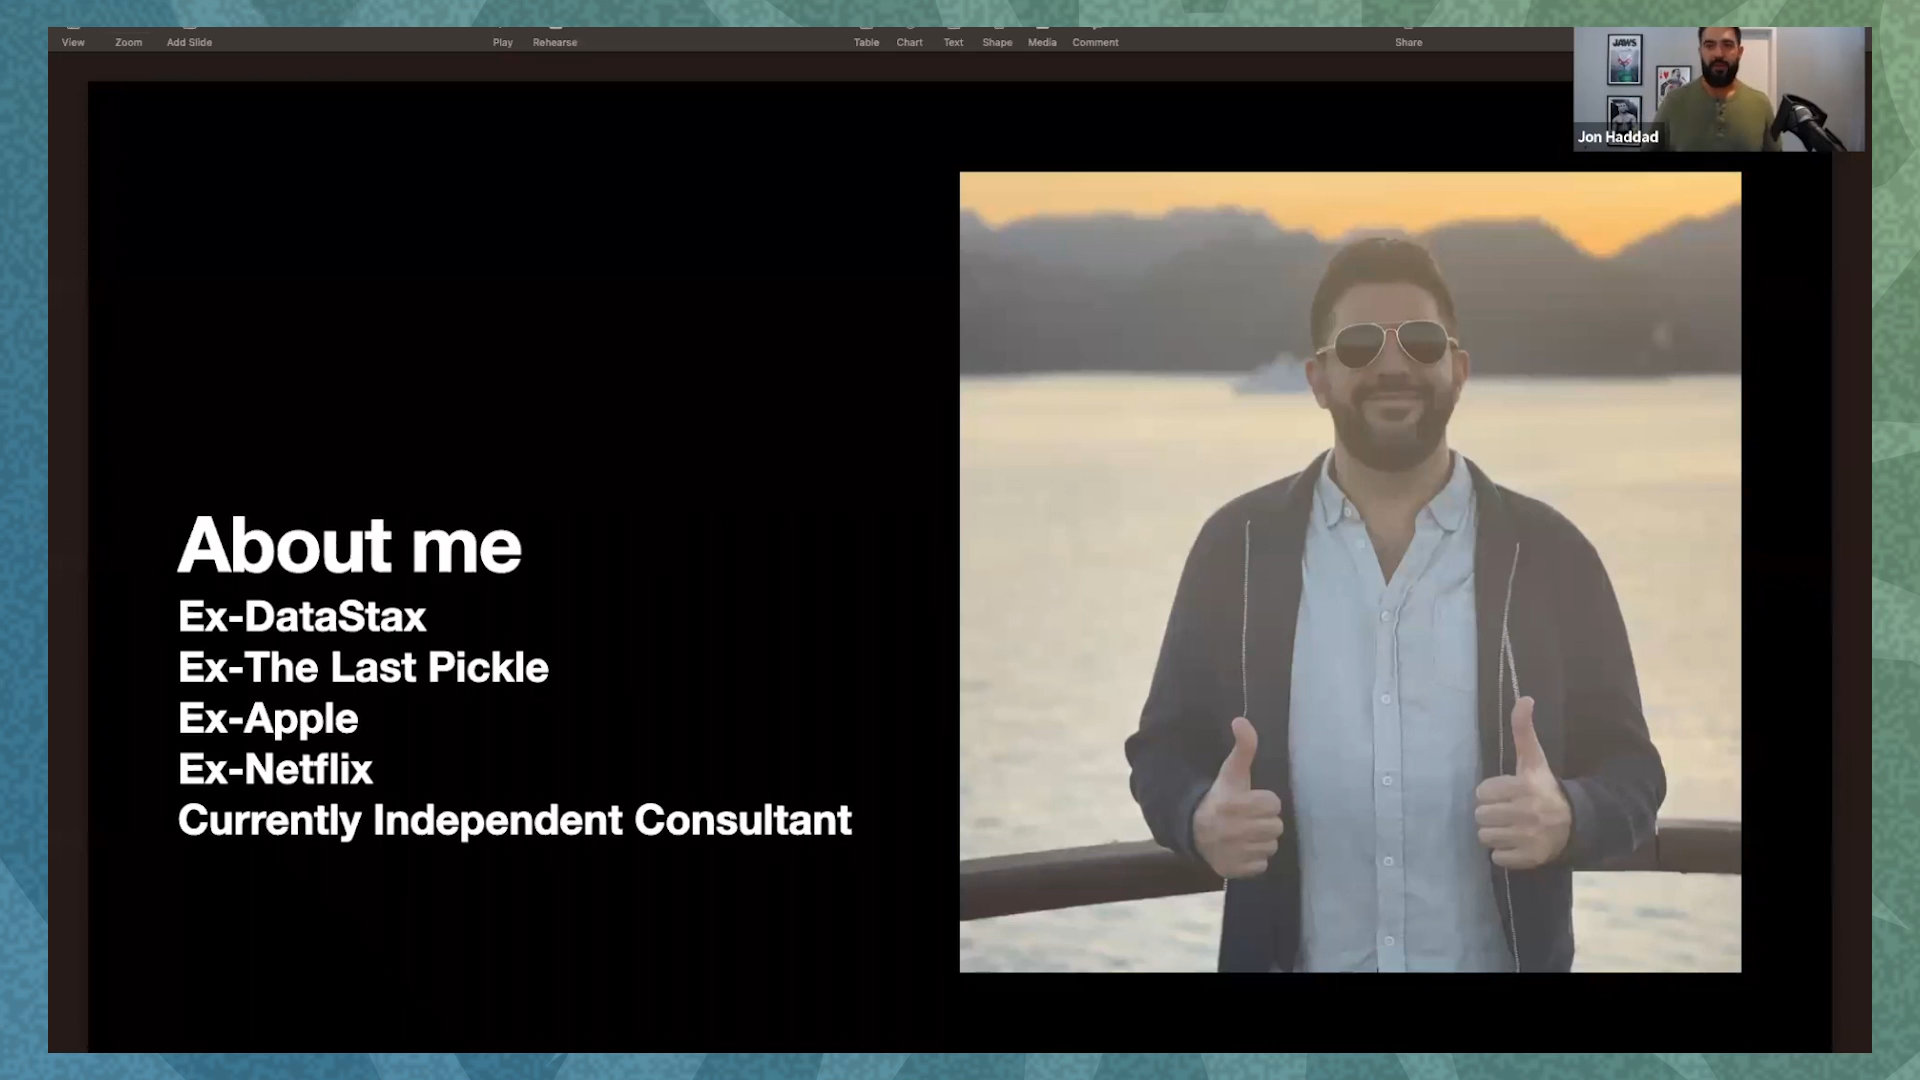 View Zoom Add Slide Play Rehearse Table Chart Text Shape Media Comment Share
JAWS
Jon Haddad
About me
Ex-DataStax
Ex-The Last Pickle
Ex-Apple
Ex-Netflix
Currently Independent Consultant